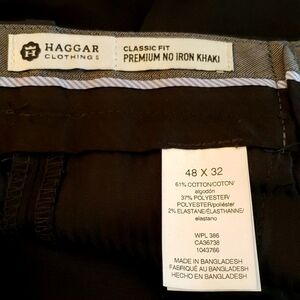 HAGGAR
CLOTHING Co
CLASSIC FIT
PREMIUM NO IRON KHAKI
48 X 32
61% COTTON/COTON/
algodón
37% POLYESTER/
POLYESTER/poliéster
2% ELASTANE/ÉLASTHANNE/
elastano
WPL 386
CA36738
1043766
MADE IN BANGLADESH
FABRIQUÉ AU BANGLADESH
HECHO EN BANGLADESH